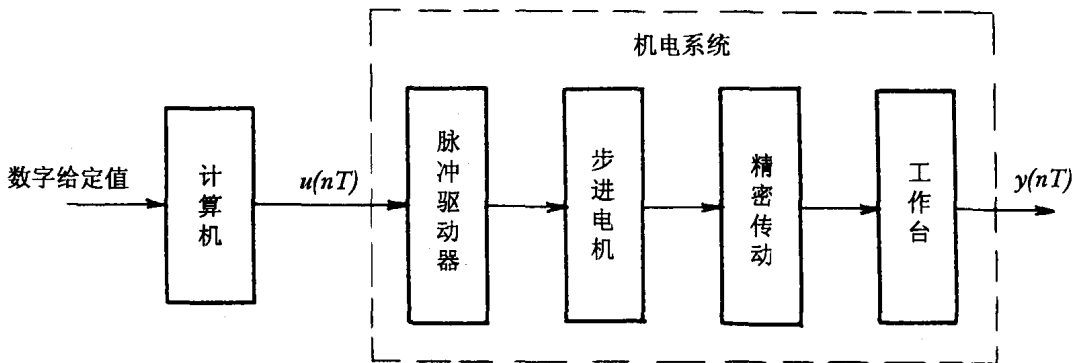 机电系统
数字给定值
计算机
u(nT)
脉冲驱动器
步进电机
精密传动
工作台
y(nT)